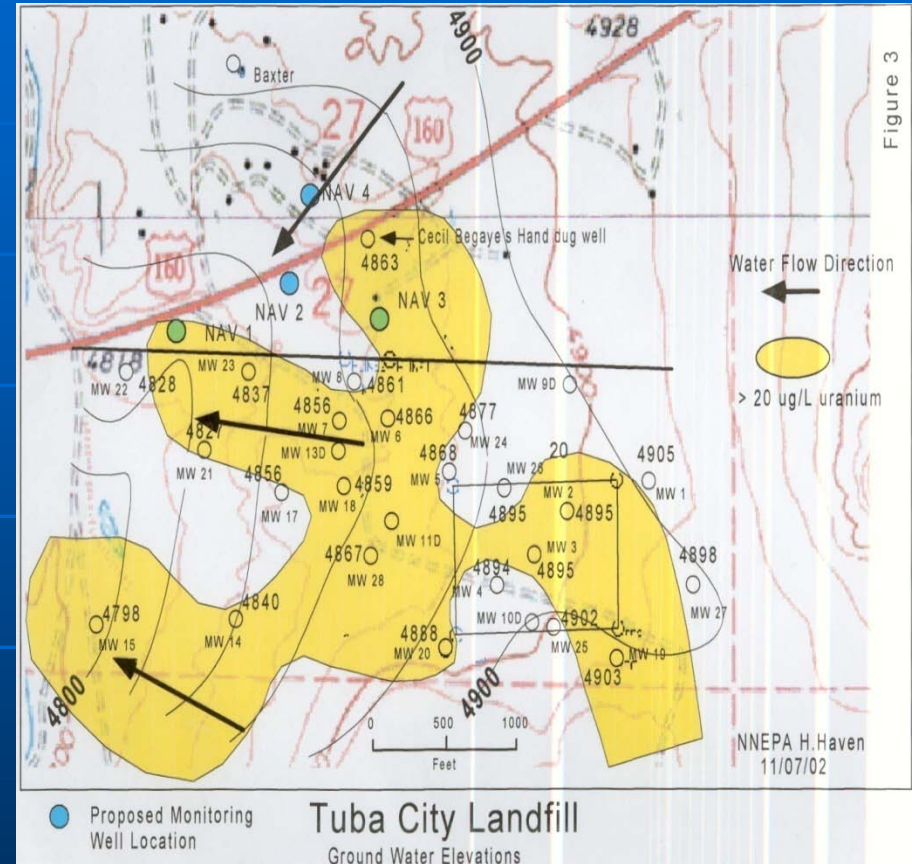 4900
4928
Figure 3
Baxter
27
160
NAV 4
Cecil Begaye's Hand dug well
4863
Water Flow Direction
160
NAV 2
27
NAV 3
NAV 1
> 20 ug/L uranium
4818
MW 22
4828
MW 23
4837
MW 8
4861
MW 9D
4900
4856
MW 7
4866
MW 6
4877
MW 24
4827
MW 21
MW 13D
4868
MW 5
20
4905
MW 26
MW 2
MW 1
4856
MW 17
4859
MW 18
4895
4895
MW 11D
MW 3
4867
MW 28
4894
MW 4
4895
4898
MW 27
4798
MW 15
4840
MW 14
4888
MW 20
MW 10D
4902
MW 25
MW 19
4903
4800
4900
0 500 1000
Feet
NNEPA H.Haven
11/07/02
Proposed Monitoring
Well Location
Tuba City Landfill
Ground Water Elevations